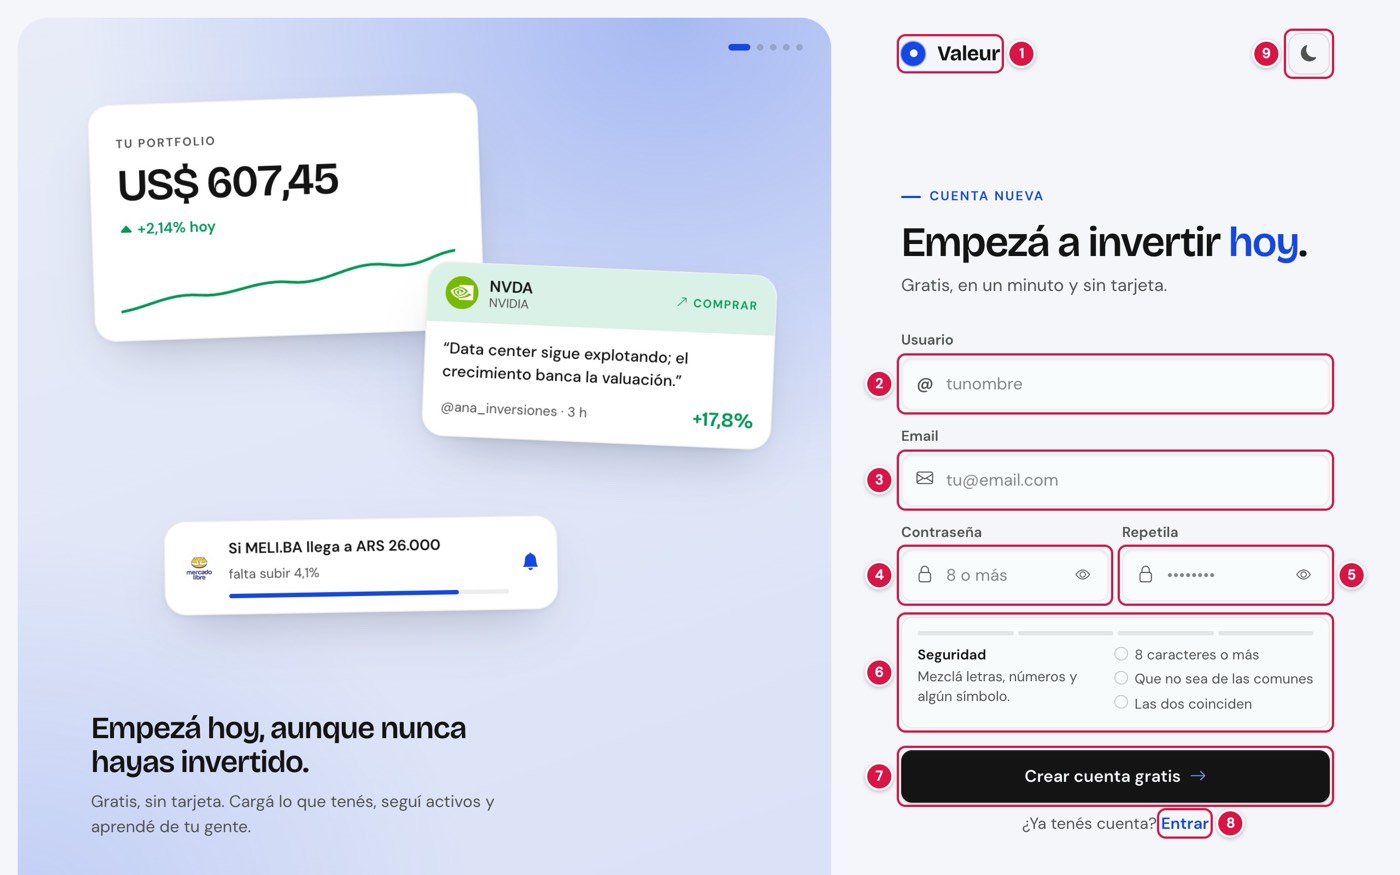 TU PORTFOLIO
US$ 607,45
+2,14% hoy
NVDA
NVIDIA
COMPRAR
“Data center sigue explotando; el
crecimiento banca la valuación.”
@ana_inversiones · 3 h
+17,8%
mercado
libre
Si MELI.BA llega a ARS 26.000
falta subir 4,1%
Empezá hoy, aunque nunca
hayas invertido.
Gratis, sin tarjeta. Cargá lo que tenés, seguí activos y
aprendé de tu gente.
Valeur
1
9
CUENTA NUEVA
Empezá a invertir hoy.
Gratis, en un minuto y sin tarjeta.
Usuario
2
@ tunombre
Email
3
tu@email.com
Contraseña
Repetila
4
8 o más
••••••••
5
6
Seguridad
Mezclá letras, números y
algún símbolo.
8 caracteres o más
Que no sea de las comunes
Las dos coinciden
7
Crear cuenta gratis →
¿Ya tenés cuenta? Entrar
8